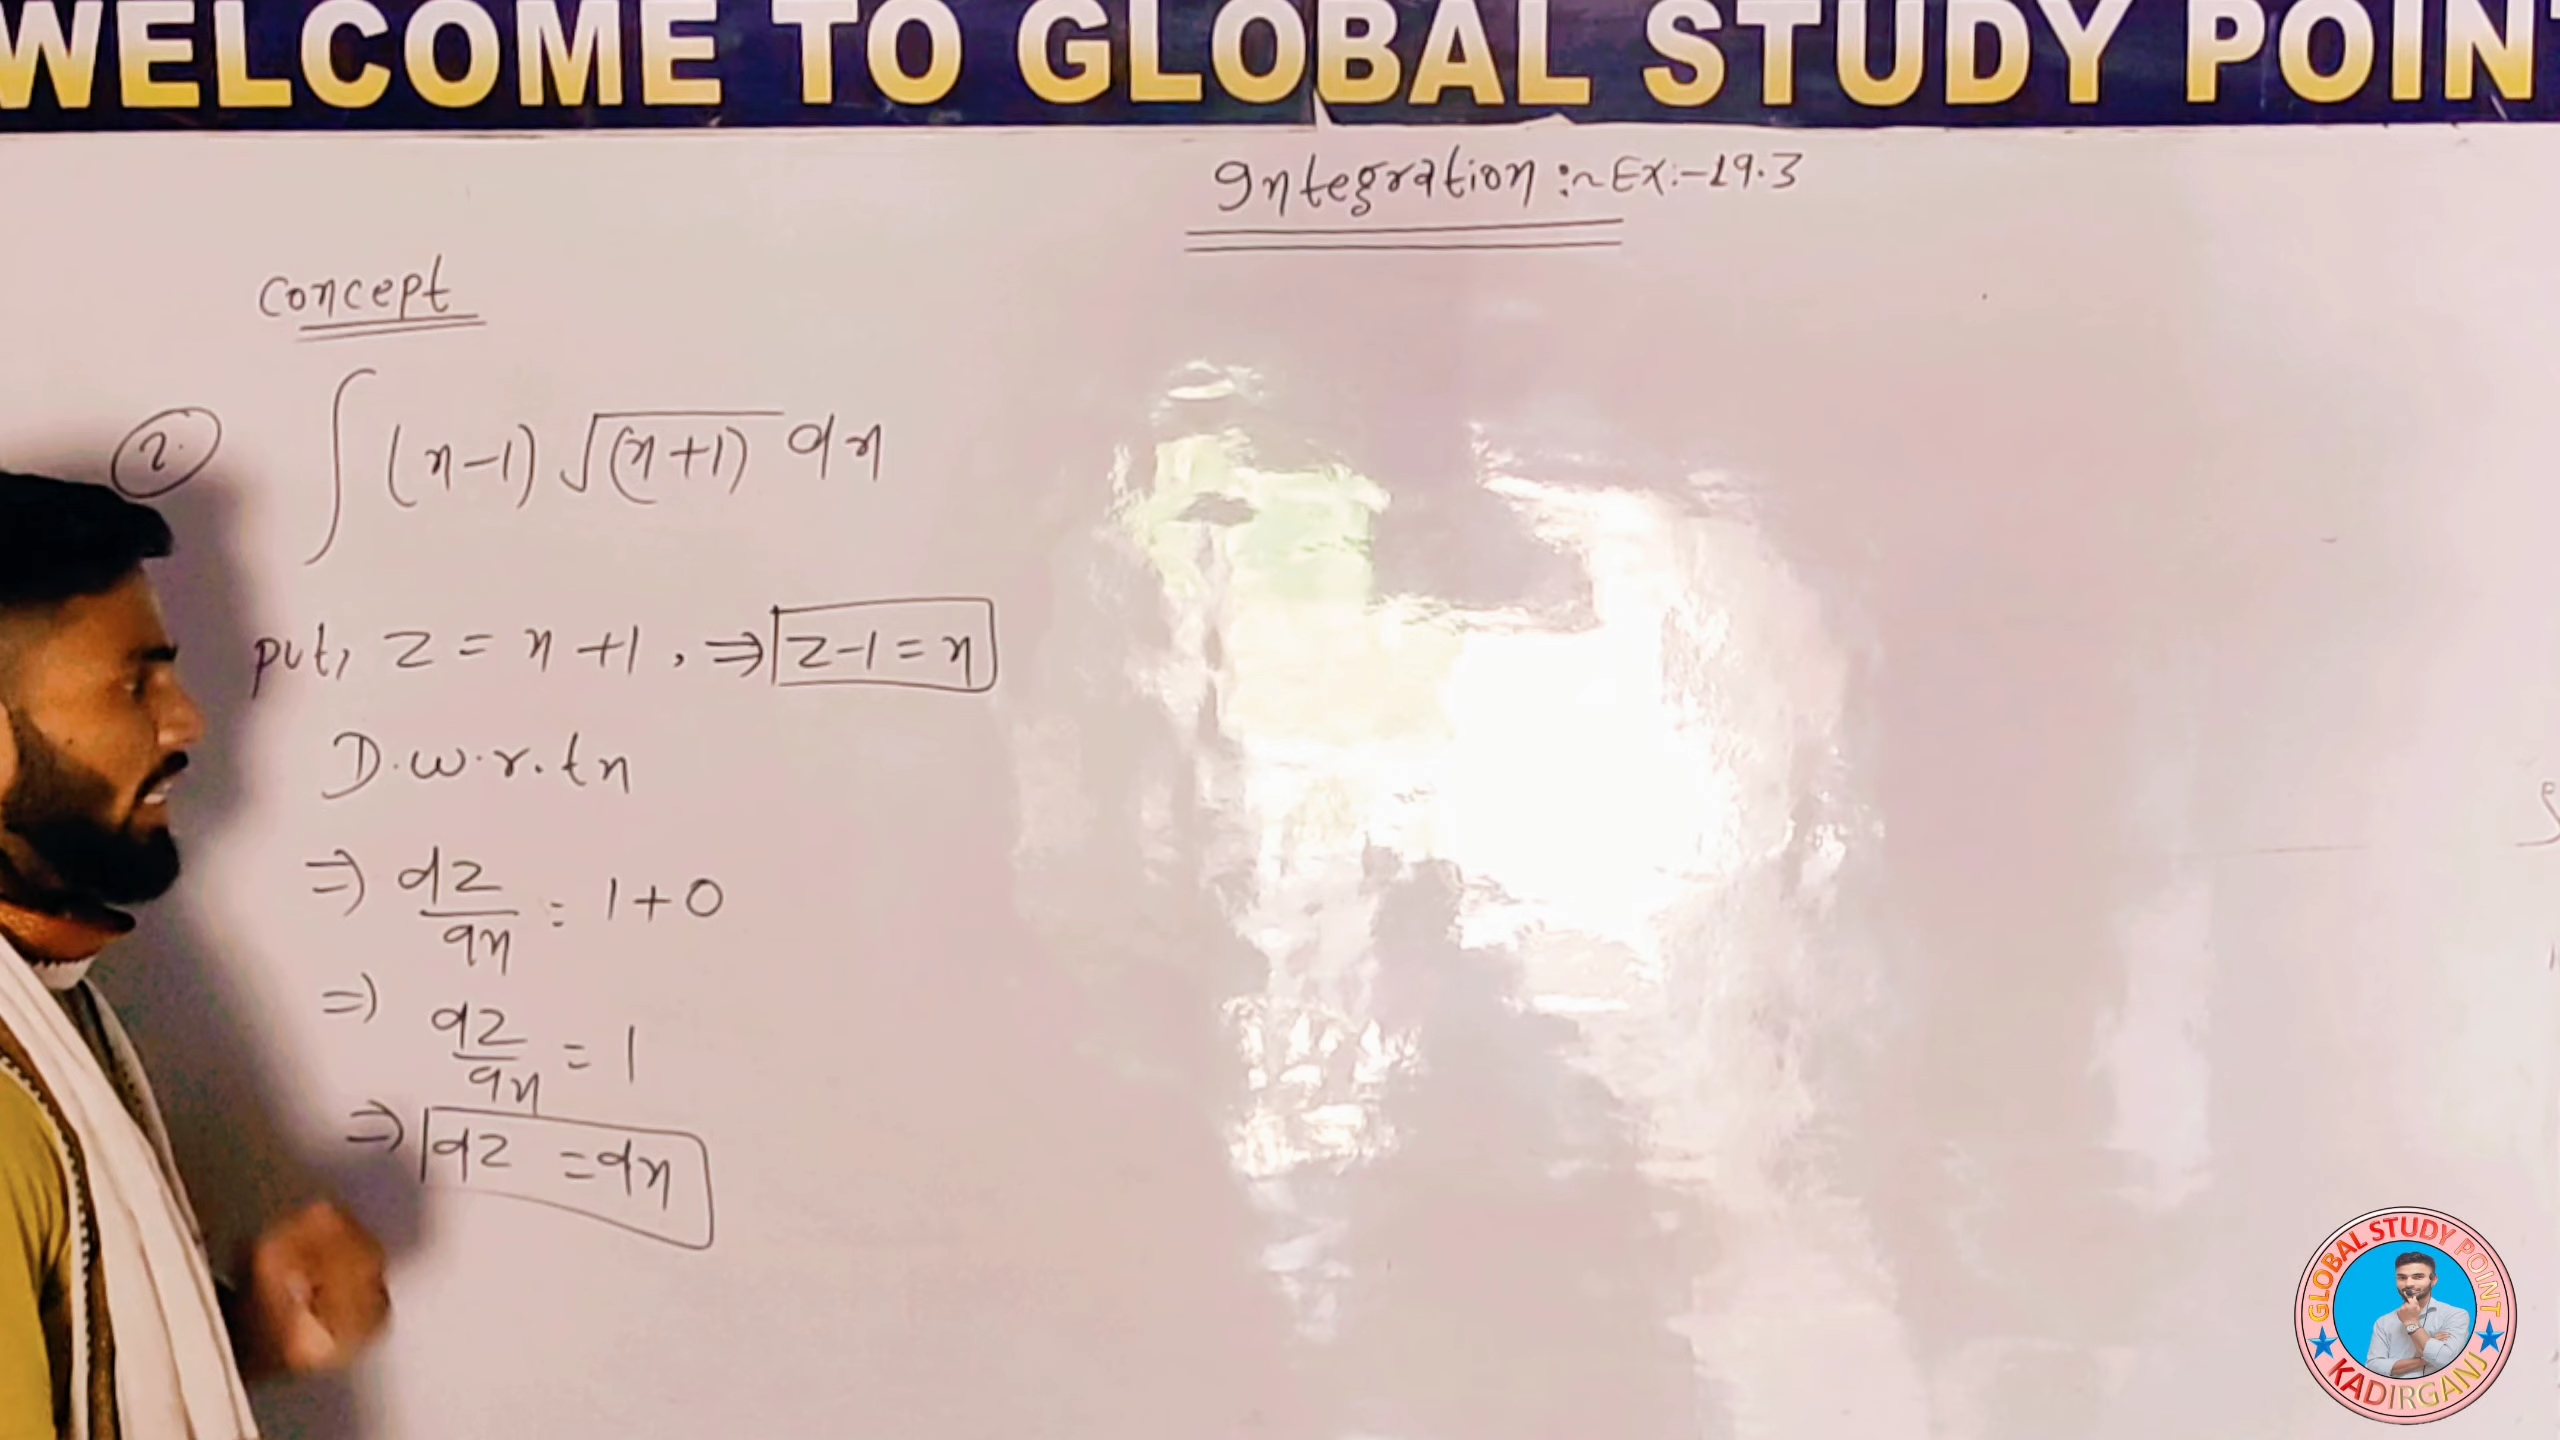 WELCOME TO GLOBAL STUDY POINT
Integration :~ Ex:-19.3
Concept
2. ∫ (x-1) √(x+1) dx
put, z = x+1, ⇒ z-1 = x
D.w.r.t x
⇒ dz/dx = 1+0
⇒ dz/dx = 1
⇒ dz = dx
GLOBAL STUDY POINT
KADIRGANJ